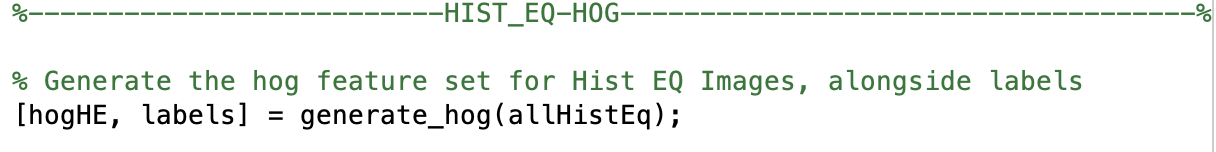 %--------------------------HIST_EQ-HOG------------------------------------%
% Generate the hog feature set for Hist EQ Images, alongside labels
[hogHE, labels] = generate_hog(allHistEq);